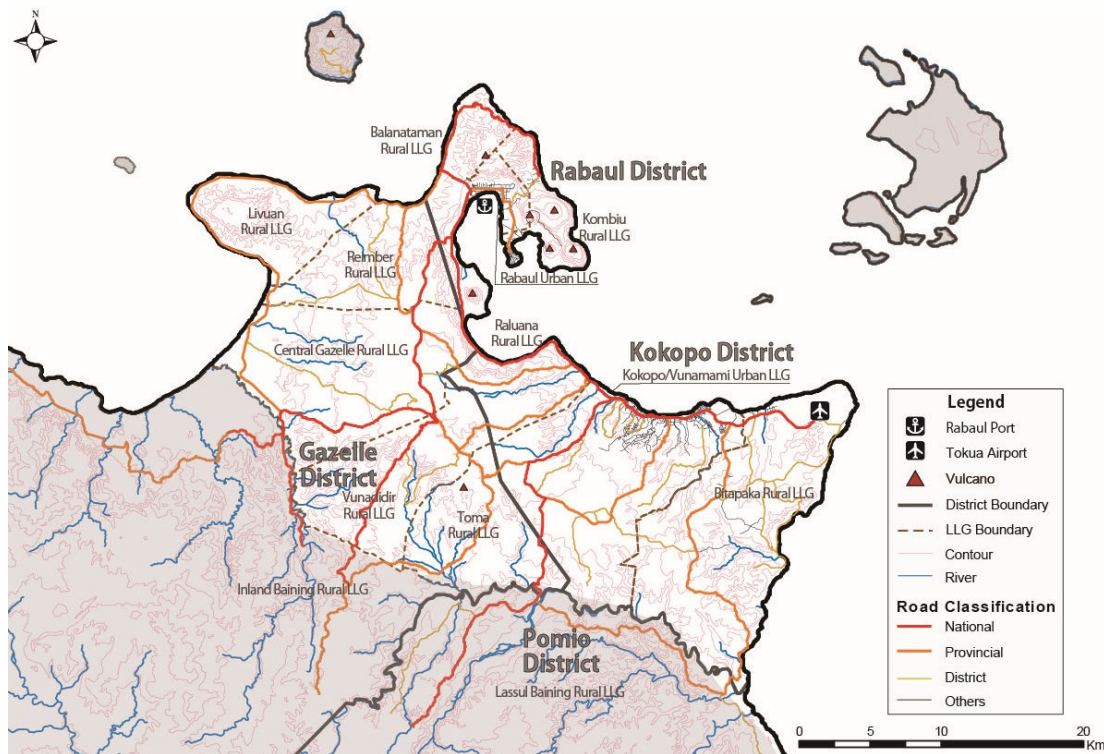 N
Balanataman
Rural LLG
Rabaul District
Livuan
Rural LLG
Kombiu
Rural LLG
Reimber
Rural LLG
Rabaul Urban LLG
Raluana
Rural LLG
Central Gazelle Rural LLG
Kokopo District
Kokopo/Vunamami Urban LLG
Gazelle
District
Vunadidir
Rural LLG
Toma
Rural LLG
Bitapaka Rural LLG
Inland Baining Rural LLG
Pomio
District
Lassul Baining Rural LLG
Legend
Rabaul Port
Tokua Airport
Vulcano
District Boundary
LLG Boundary
Contour
River
Road Classification
National
Provincial
District
Others
0 5 10 20
Km